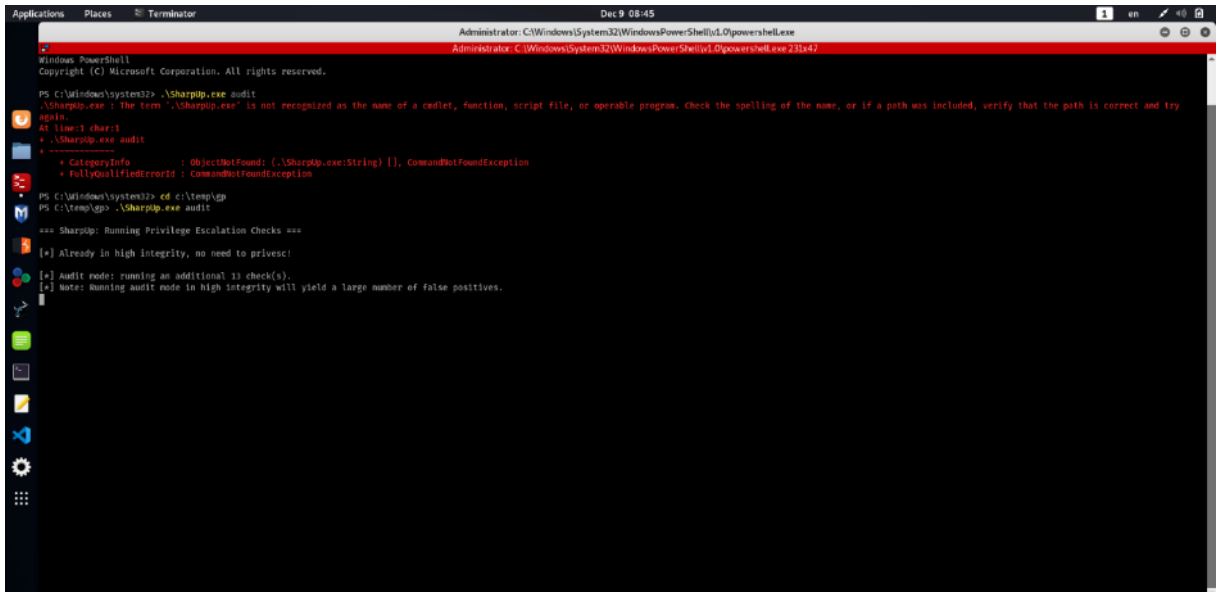 Applications Places Terminator Dec 9 08:45 1 en
Administrator: C:\Windows\System32\WindowsPowerShell\v1.0\powershell.exe
Administrator: C:\Windows\System32\WindowsPowerShell\v1.0\powershell.exe 231x47
Windows PowerShell
Copyright (C) Microsoft Corporation. All rights reserved.
PS C:\Windows\system32> .\SharpUp.exe audit
.\SharpUp.exe : The term '.\SharpUp.exe' is not recognized as the name of a cmdlet, function, script file, or operable program. Check the spelling of the name, or if a path was included, verify that the path is correct and try
again.
At line:1 char:1
+ .\SharpUp.exe audit
+ ~~~~~~~~~~~~~
+ CategoryInfo : ObjectNotFound: (.\SharpUp.exe:String) [], CommandNotFoundException
+ FullyQualifiedErrorId : CommandNotFoundException
PS C:\Windows\system32> cd c:\temp\gp
PS C:\temp\gp> .\SharpUp.exe audit
=== SharpUp: Running Privilege Escalation Checks ===
[*] Already in high integrity, no need to privesc!
[*] Audit mode: running an additional 13 check(s).
[*] Note: Running audit mode in high integrity will yield a large number of false positives.